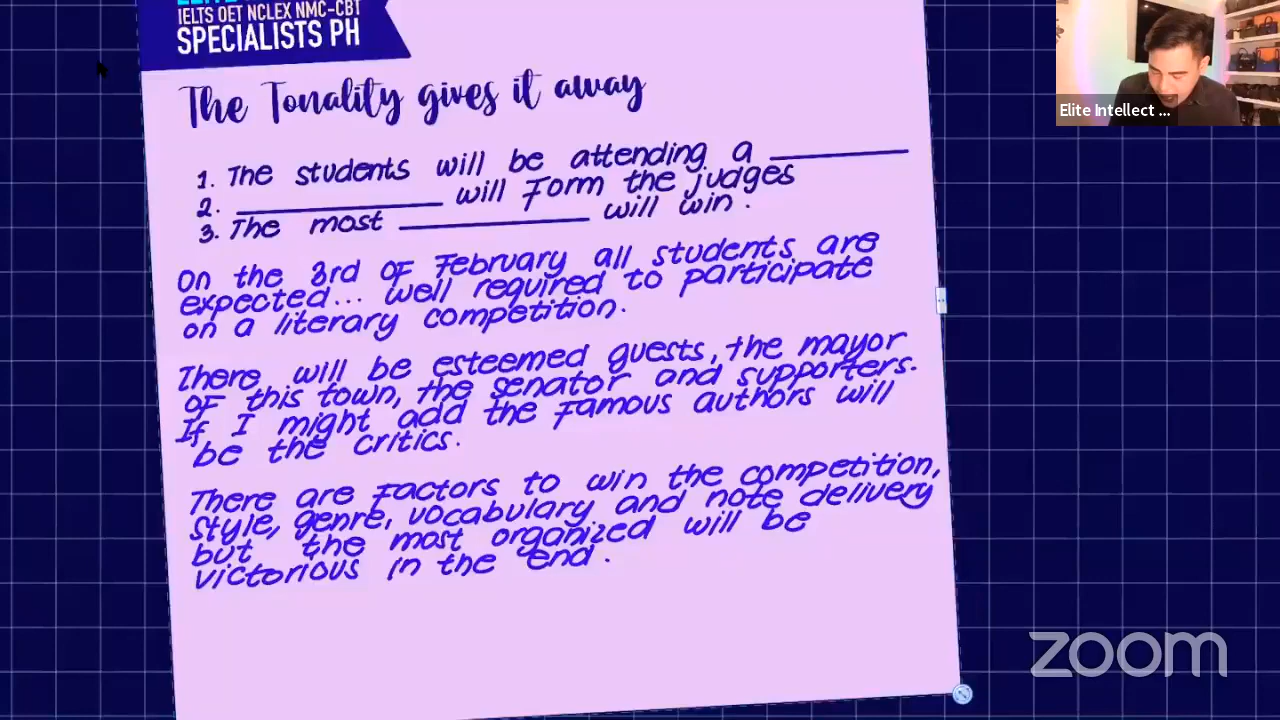 IELTS OET NCLEX NMC-CBT
SPECIALISTS PH
Elite Intellect ...
The Tonality gives it away
1. The students will be attending a __________
2. __________ will form the judges
3. The most __________ will win.
On the 3rd of February all students are
expected... well required to participate
on a literary competition.
There will be esteemed guests, the mayor
of this town, the senator and supporters.
If I might add the famous authors will
be the critics.
There are factors to win the competition,
style, genre, vocabulary and note delivery
but the most organized will be
victorious in the end.
zoom